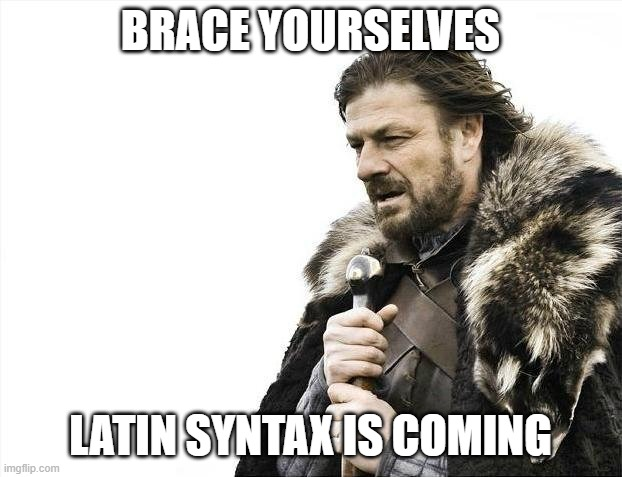 BRACE YOURSELVES
LATIN SYNTAX IS COMING
imgflip.com